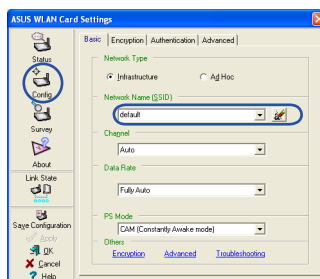 ASUS WLAN Card Settings
Status
Config
Survey
About
Link State
Save Configuration
Apply
OK
Cancel
Help
Basic
Encryption
Authentication
Advanced
Network Type
Infrastructure
Ad Hoc
Network Name (SSID)
default
Channel
Auto
Data Rate
Fully Auto
PS Mode
CAM (Constantly Awake mode)
Others
Encryption
Advanced
Troubleshooting